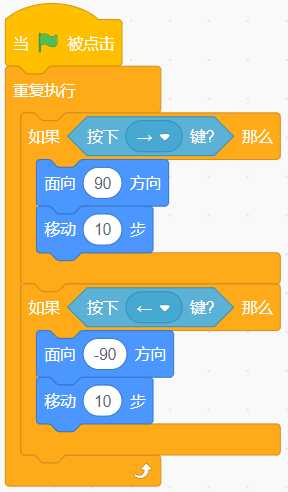 当 被点击
重复执行
如果 按下 → 键? 那么
面向 90 方向
移动 10 步
如果 按下 ← 键? 那么
面向 -90 方向
移动 10 步